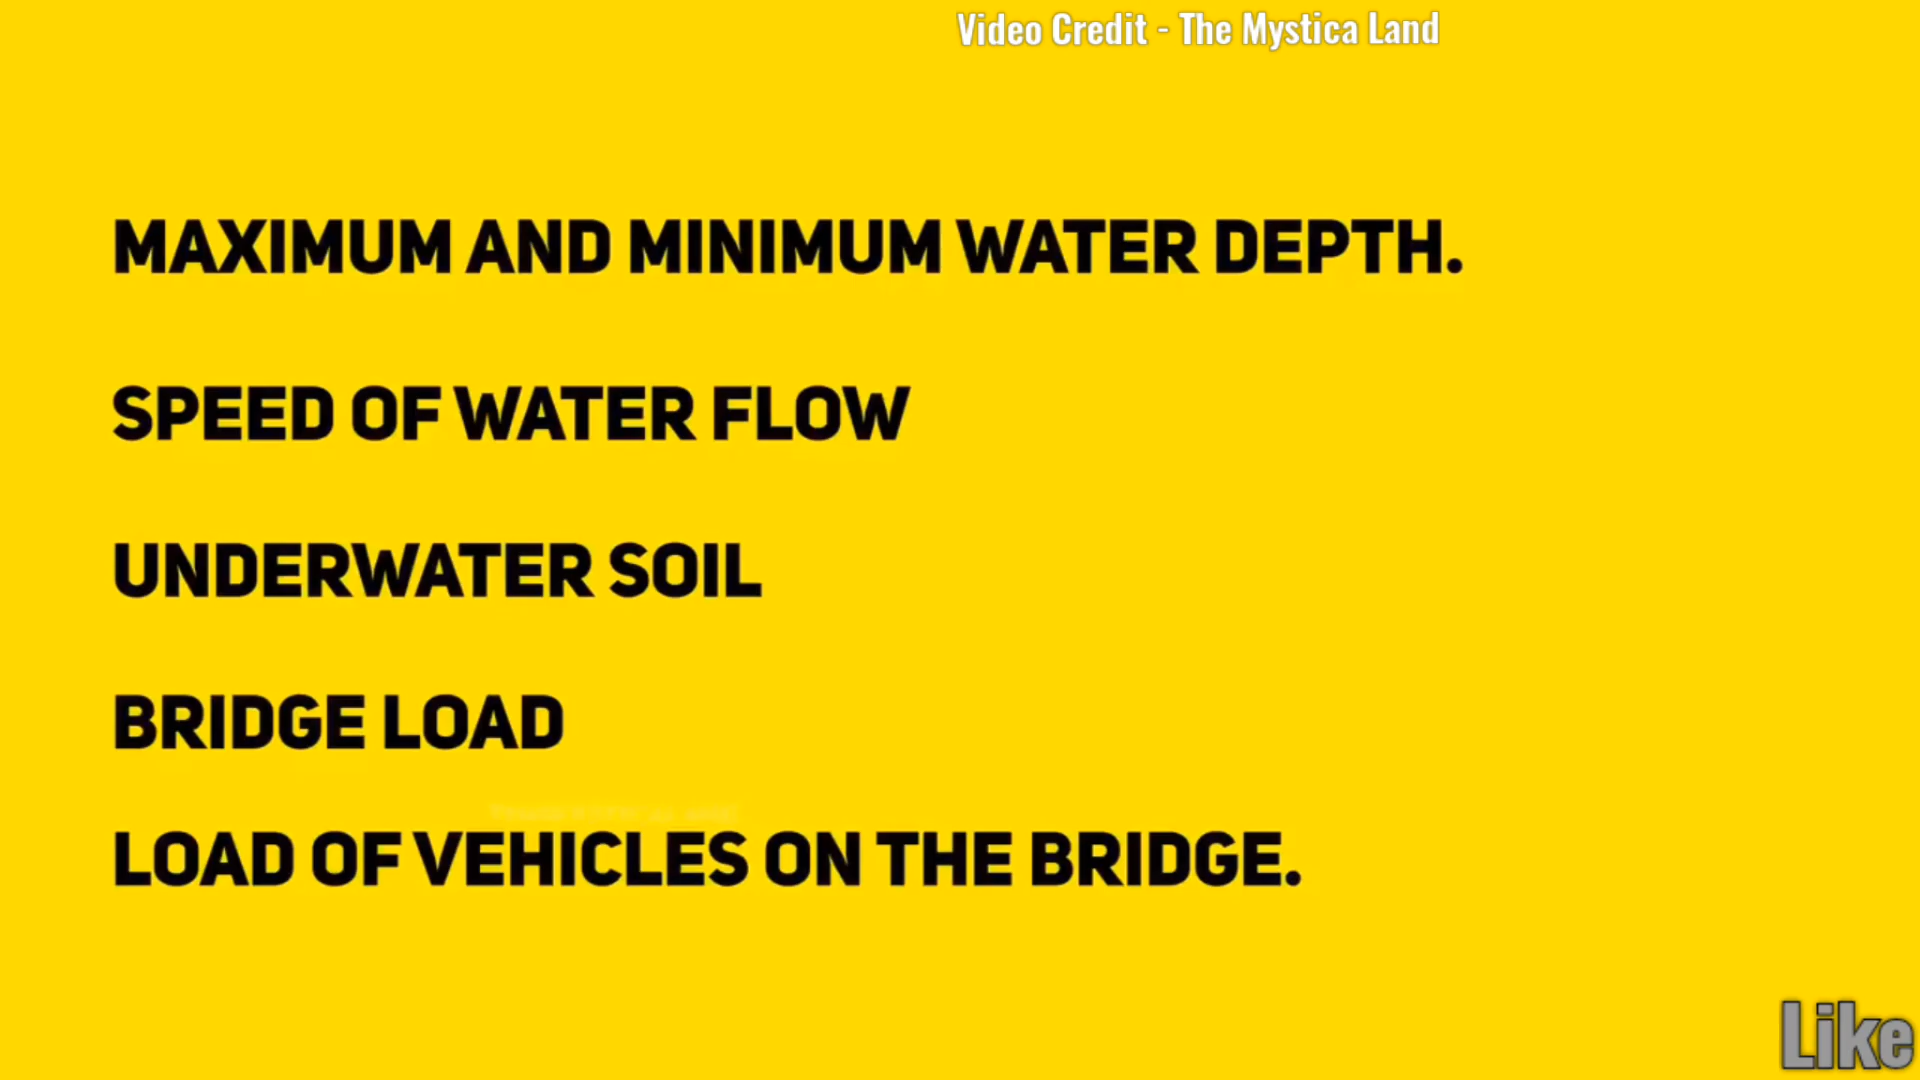 Video Credit - The Mystica Land
MAXIMUM AND MINIMUM WATER DEPTH.
SPEED OF WATER FLOW
UNDERWATER SOIL
BRIDGE LOAD
LOAD OF VEHICLES ON THE BRIDGE.
Like